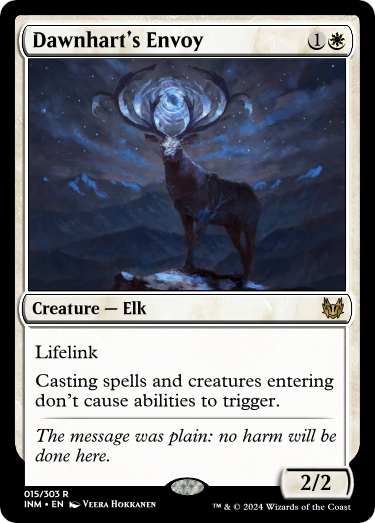 Dawnhart's Envoy 1
Creature — Elk
Lifelink
Casting spells and creatures entering
don't cause abilities to trigger.
The message was plain: no harm will be
done here.
2/2
015/303 R
INM • EN Veera Hokkanen
™ & © 2024 Wizards of the Coast